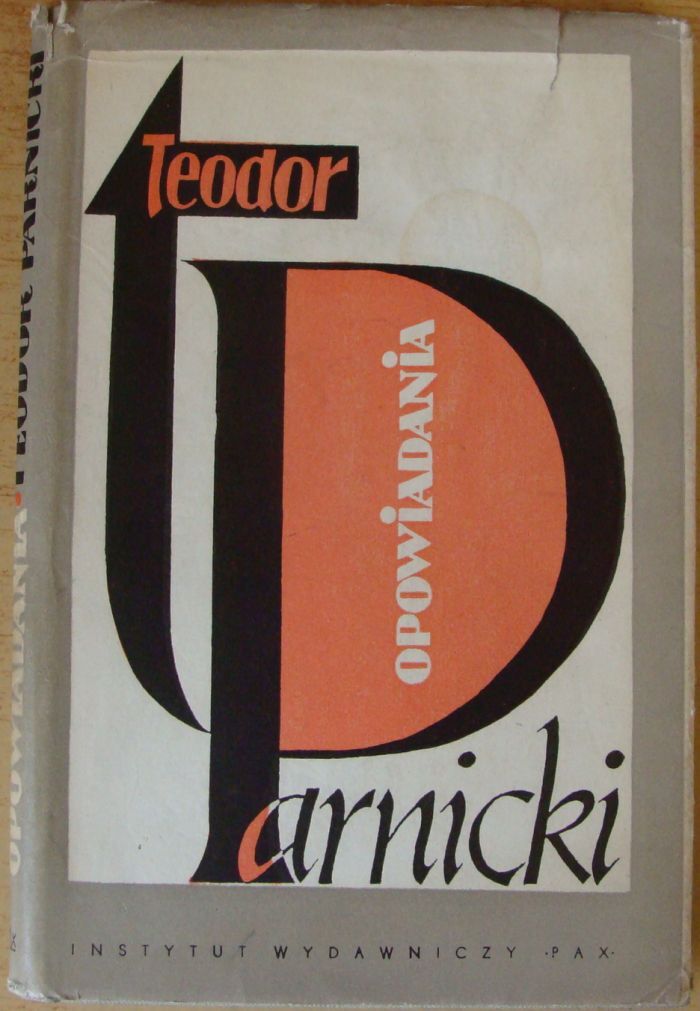 Teodor
Parnicki
OPOWiADANiA
INSTYTUT WYDAWNICZY ·PAX·
OPOWiADANiA · TEODOR PARNICKI